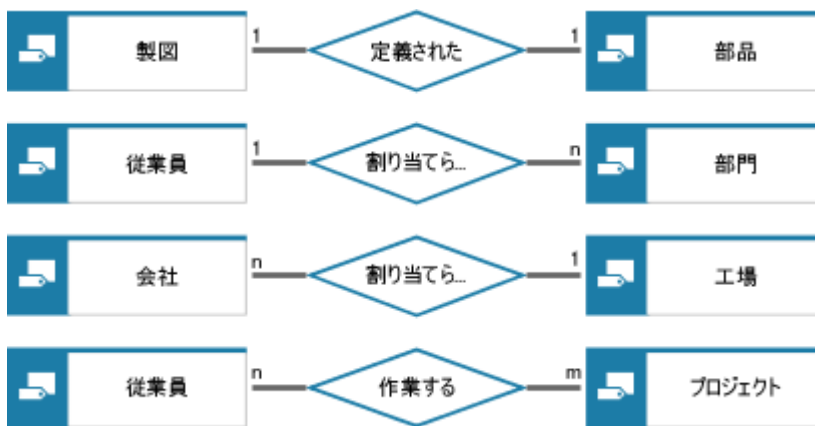 製図 1 定義された 1 部品
従業員 1 割り当てら... n 部門
会社 n 割り当てら... 1 工場
従業員 n 作業する m プロジェクト